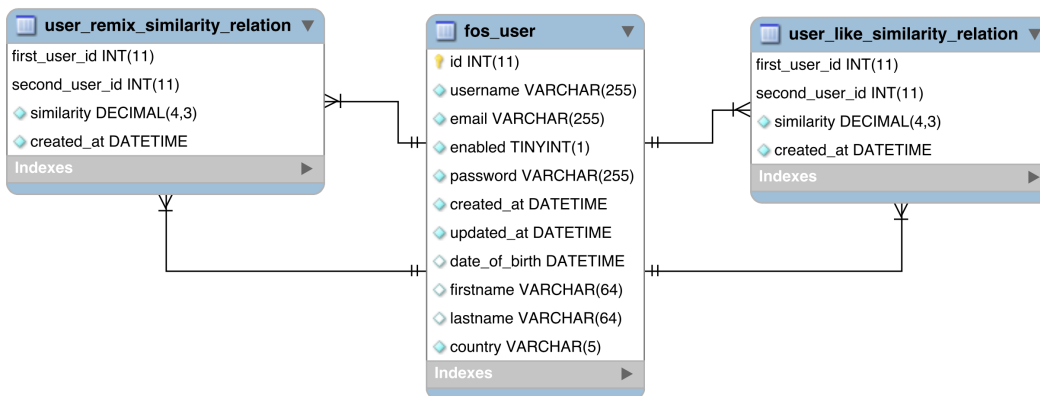 user_remix_similarity_relation
first_user_id INT(11)
second_user_id INT(11)
similarity DECIMAL(4,3)
created_at DATETIME
Indexes
fos_user
id INT(11)
username VARCHAR(255)
email VARCHAR(255)
enabled TINYINT(1)
password VARCHAR(255)
created_at DATETIME
updated_at DATETIME
date_of_birth DATETIME
firstname VARCHAR(64)
lastname VARCHAR(64)
country VARCHAR(5)
Indexes
user_like_similarity_relation
first_user_id INT(11)
second_user_id INT(11)
similarity DECIMAL(4,3)
created_at DATETIME
Indexes